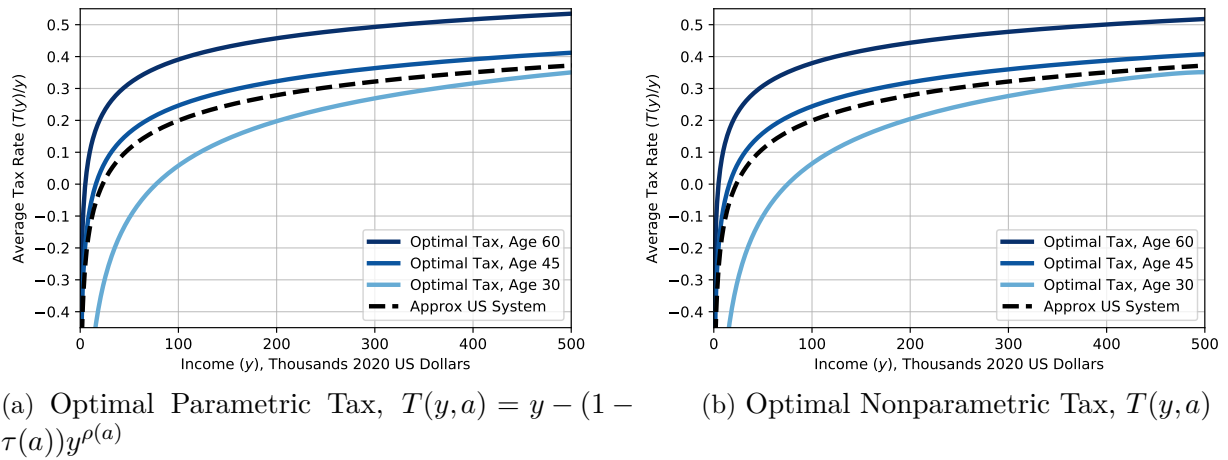 0.5
0.4
0.3
0.2
0.1
0.0
−0.1
−0.2
−0.3
−0.4
Average Tax Rate (T(y)/y)
0 100 200 300 400 500
Income (y), Thousands 2020 US Dollars
Optimal Tax, Age 60
Optimal Tax, Age 45
Optimal Tax, Age 30
Approx US System
(a) Optimal Parametric Tax, T(y, a) = y − (1 −
τ(a))y^ρ(a)
0.5
0.4
0.3
0.2
0.1
0.0
−0.1
−0.2
−0.3
−0.4
Average Tax Rate (T(y)/y)
0 100 200 300 400 500
Income (y), Thousands 2020 US Dollars
Optimal Tax, Age 60
Optimal Tax, Age 45
Optimal Tax, Age 30
Approx US System
(b) Optimal Nonparametric Tax, T(y, a)